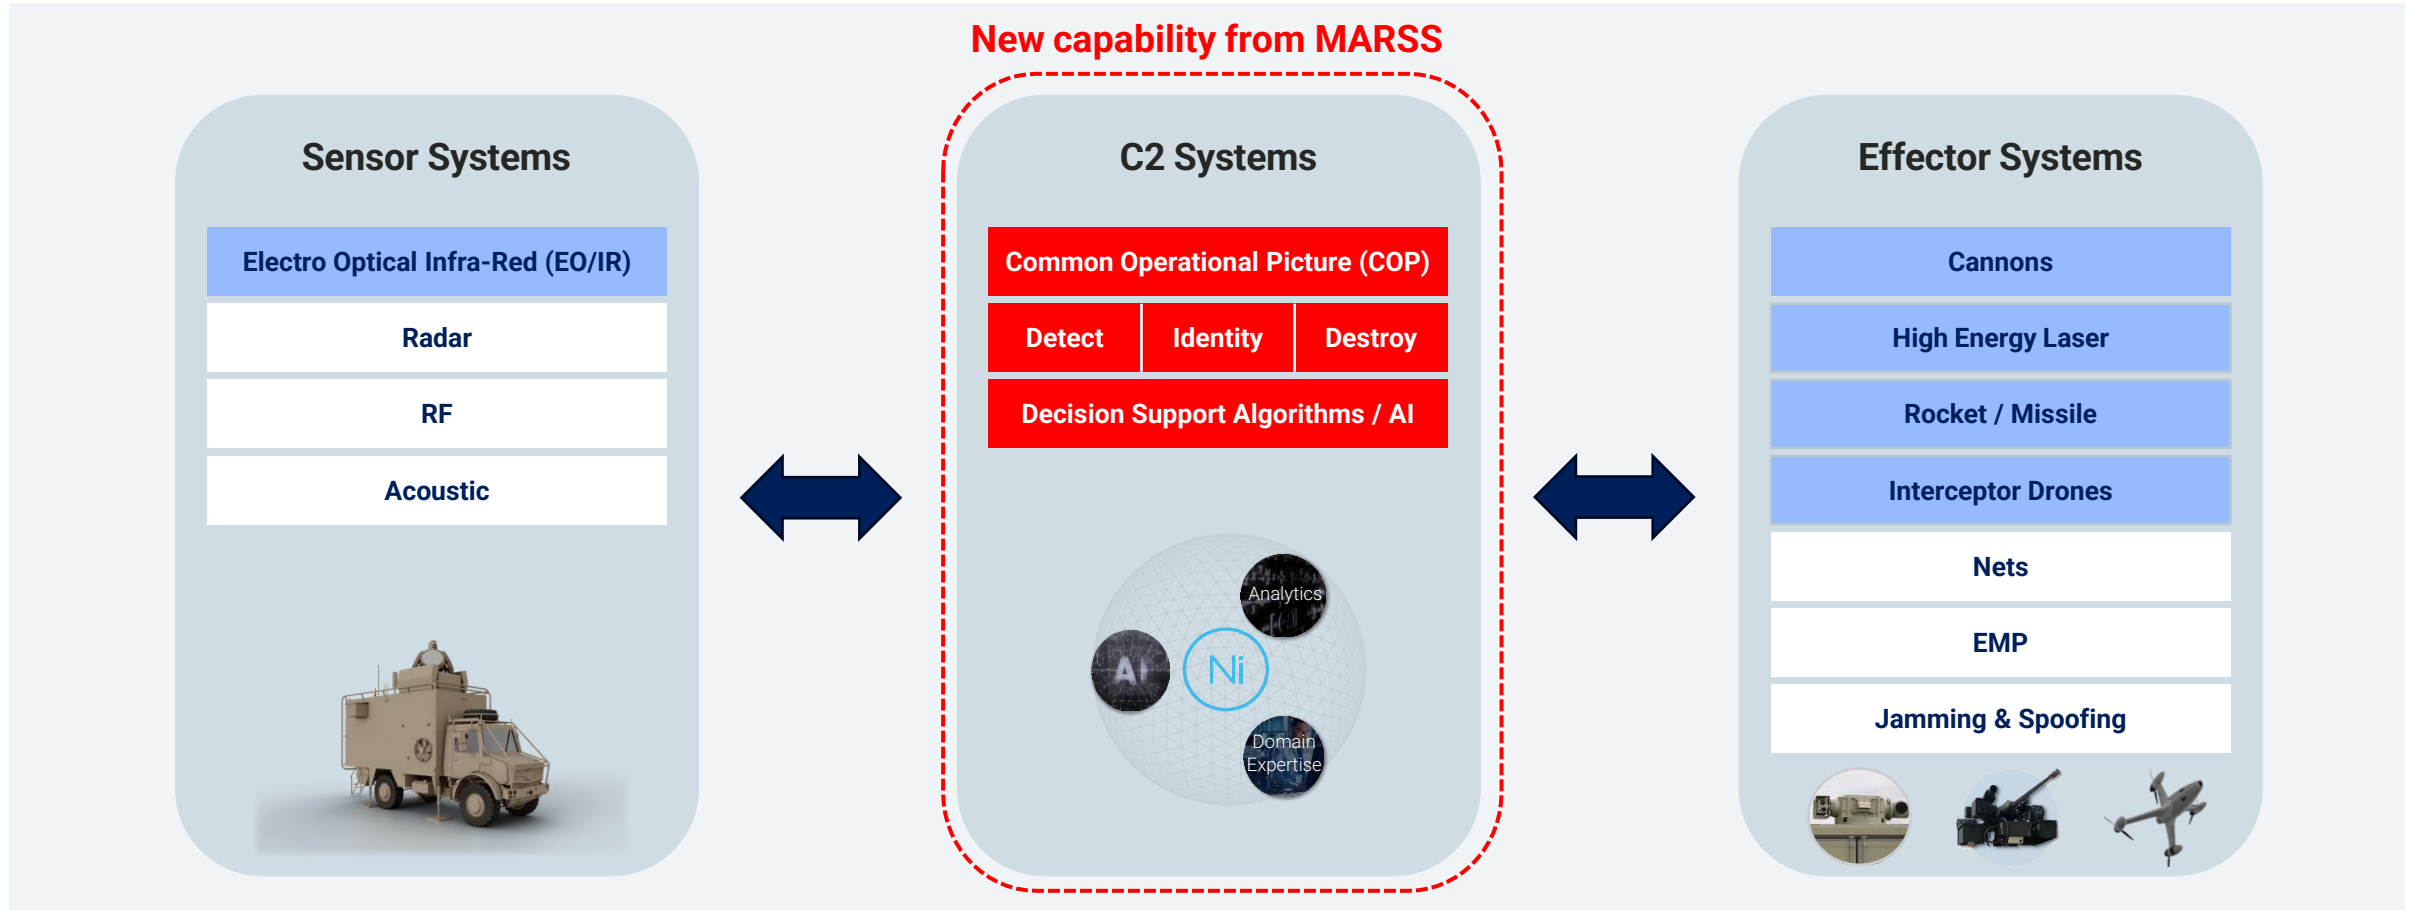 New capability from MARSS
Sensor Systems
Electro Optical Infra-Red (EO/IR)
Radar
RF
Acoustic
C2 Systems
Common Operational Picture (COP)
Detect
Identity
Destroy
Decision Support Algorithms / AI
Analytics
AI
Ni
Domain
Expertise
Effector Systems
Cannons
High Energy Laser
Rocket / Missile
Interceptor Drones
Nets
EMP
Jamming & Spoofing